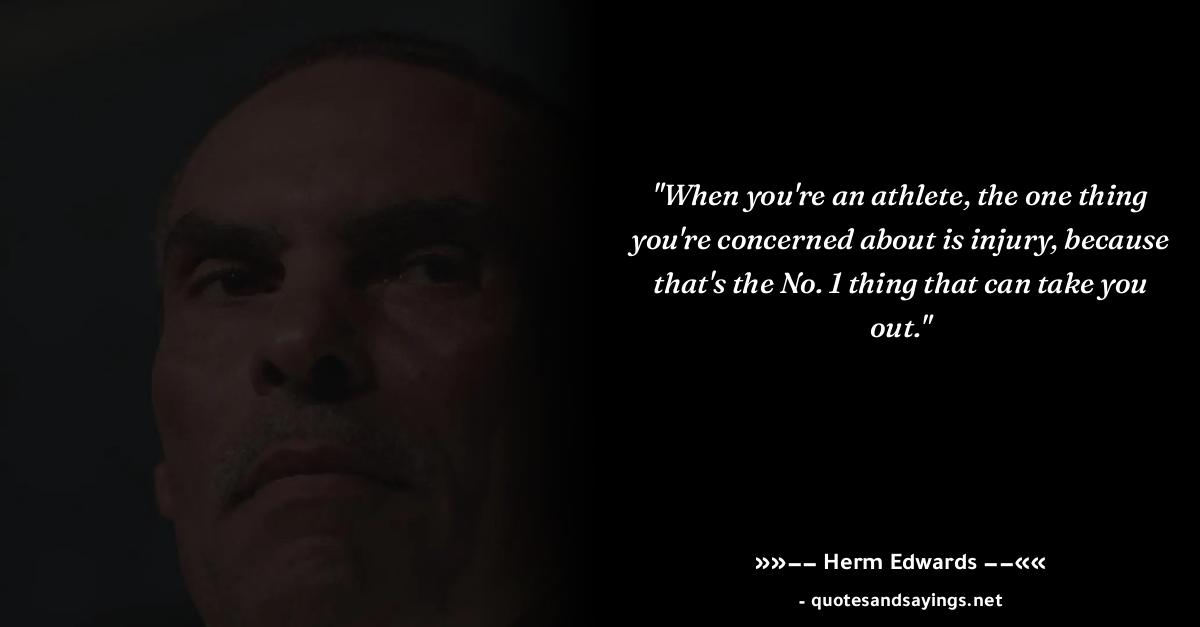 "When you're an athlete, the one thing
you're concerned about is injury, because
that's the No. 1 thing that can take you
out."
»»−− Herm Edwards −−««
- quotesandsayings.net